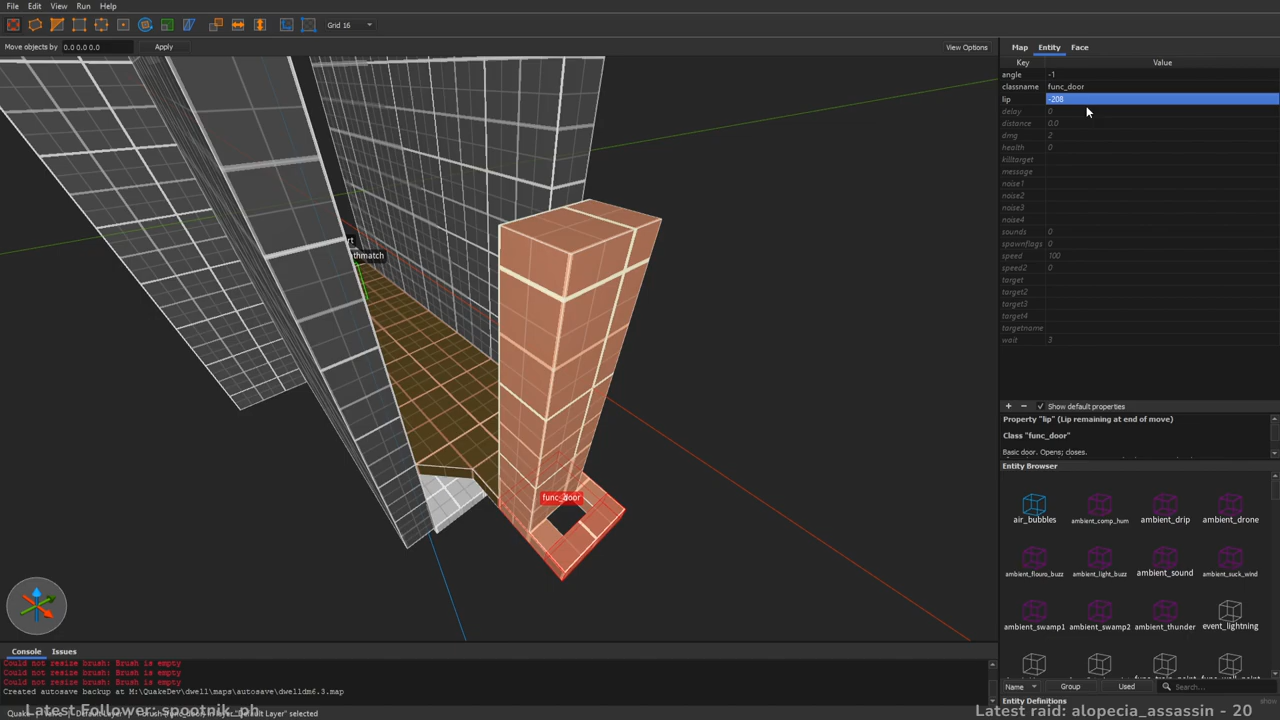 File Edit View Run Help
Grid 16
Move objects by 0.0 0.0 0.0 Apply View Options
Map Entity Face
Key Value
angle -1
classname func_door
lip -208
delay 0
distance 0.0
dmg 2
health 0
killtarget
message
noise1
noise2
noise3
noise4
sounds 0
spawnflags 0
speed 100
speed2 0
target
target2
target3
target4
targetname
wait 3
rt
thmatch
func_door
+ − Show default properties
Property "lip" (Lip remaining at end of move)
Class "func_door"
Basic door. Opens; closes.
Entity Browser
air_bubbles ambient_comp_hum ambient_drip ambient_drone
ambient_flouro_buzz ambient_light_buzz ambient_sound ambient_suck_wind
ambient_swamp1 ambient_swamp2 ambient_thunder event_lightning
Name Group Used Search...
Entity Definitions
Console Issues
Could not resize brush: Brush is empty
Could not resize brush: Brush is empty
Could not resize brush: Brush is empty
Created autosave backup at M:\QuakeDev\dwell\maps\autosave\dwelldm6.3.map
Latest Follower: spootnik_ph
Latest raid: alopecia_assassin - 20